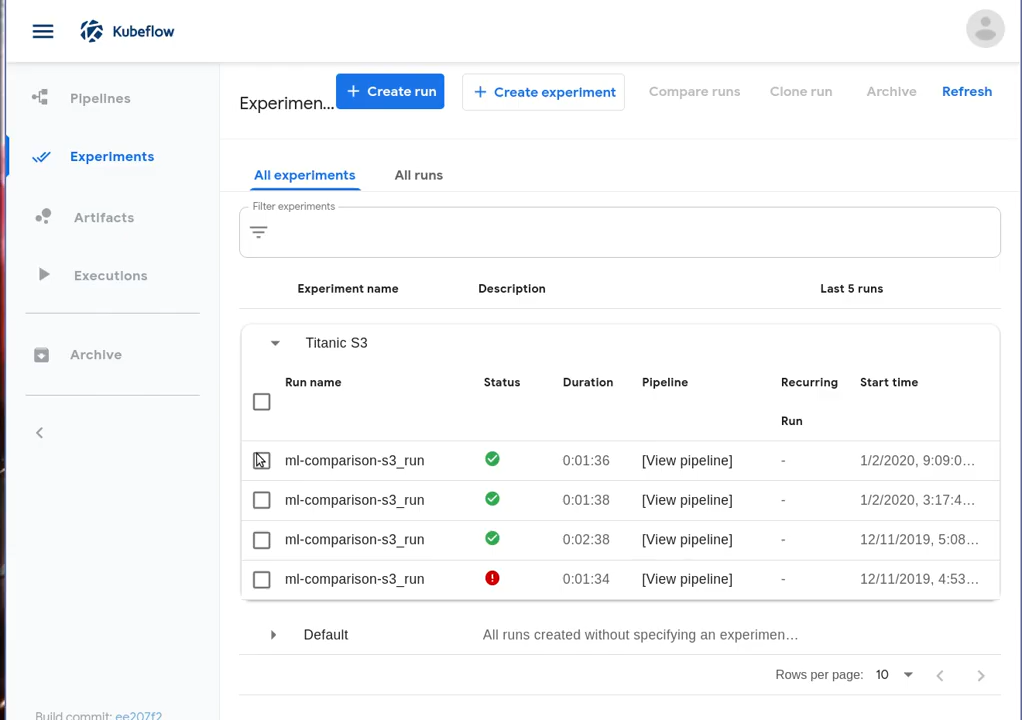 Kubeflow
Pipelines
Experiments
Artifacts
Executions
Archive
Build commit: ee207f2
Experimen...
+ Create run
+ Create experiment
Compare runs
Clone run
Archive
Refresh
All experiments
All runs
Filter experiments
Experiment name Description Last 5 runs
Titanic S3
Run name Status Duration Pipeline Recurring Run Start time
ml-comparison-s3_run 0:01:36 [View pipeline] - 1/2/2020, 9:09:0...
ml-comparison-s3_run 0:01:38 [View pipeline] - 1/2/2020, 3:17:4...
ml-comparison-s3_run 0:02:38 [View pipeline] - 12/11/2019, 5:08...
ml-comparison-s3_run 0:01:34 [View pipeline] - 12/11/2019, 4:53...
Default All runs created without specifying an experimen...
Rows per page: 10